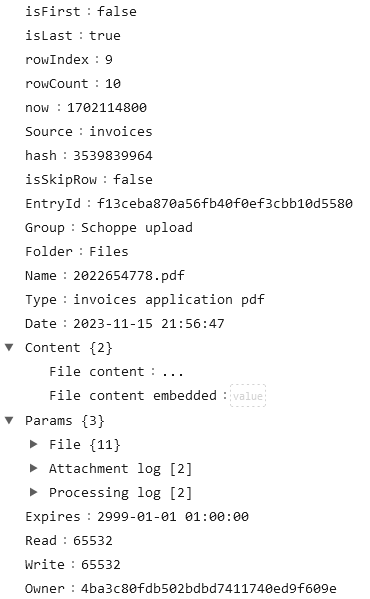 isFirst : false
isLast : true
rowIndex : 9
rowCount : 10
now : 1702114800
Source : invoices
hash : 3539839964
isSkipRow : false
EntryId : f13ceba870a56fb40f0ef3cbb10d5580
Group : Schoppe upload
Folder : Files
Name : 2022654778.pdf
Type : invoices application pdf
Date : 2023-11-15 21:56:47
Content {2}
File content : ...
File content embedded : value
Params {3}
File {11}
Attachment log [2]
Processing log [2]
Expires : 2999-01-01 01:00:00
Read : 65532
Write : 65532
Owner : 4ba3c80fdb502bdbd7411740ed9f609e